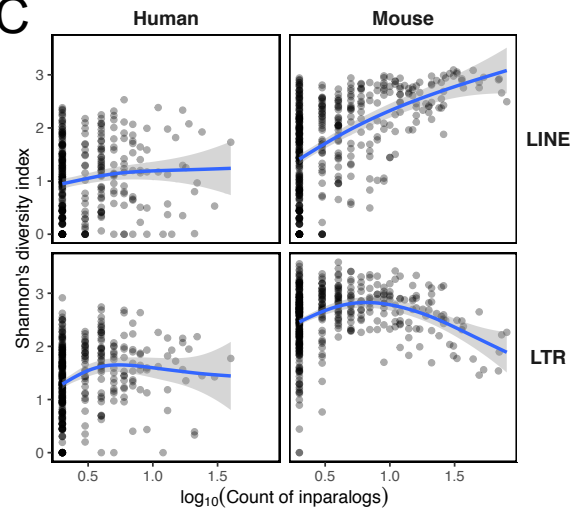 C
Human Mouse
3
2
1
0
LINE
Shannon's diversity index
3
2
1
0
LTR
0.5 1.0 1.5 0.5 1.0 1.5
log10(Count of inparalogs)